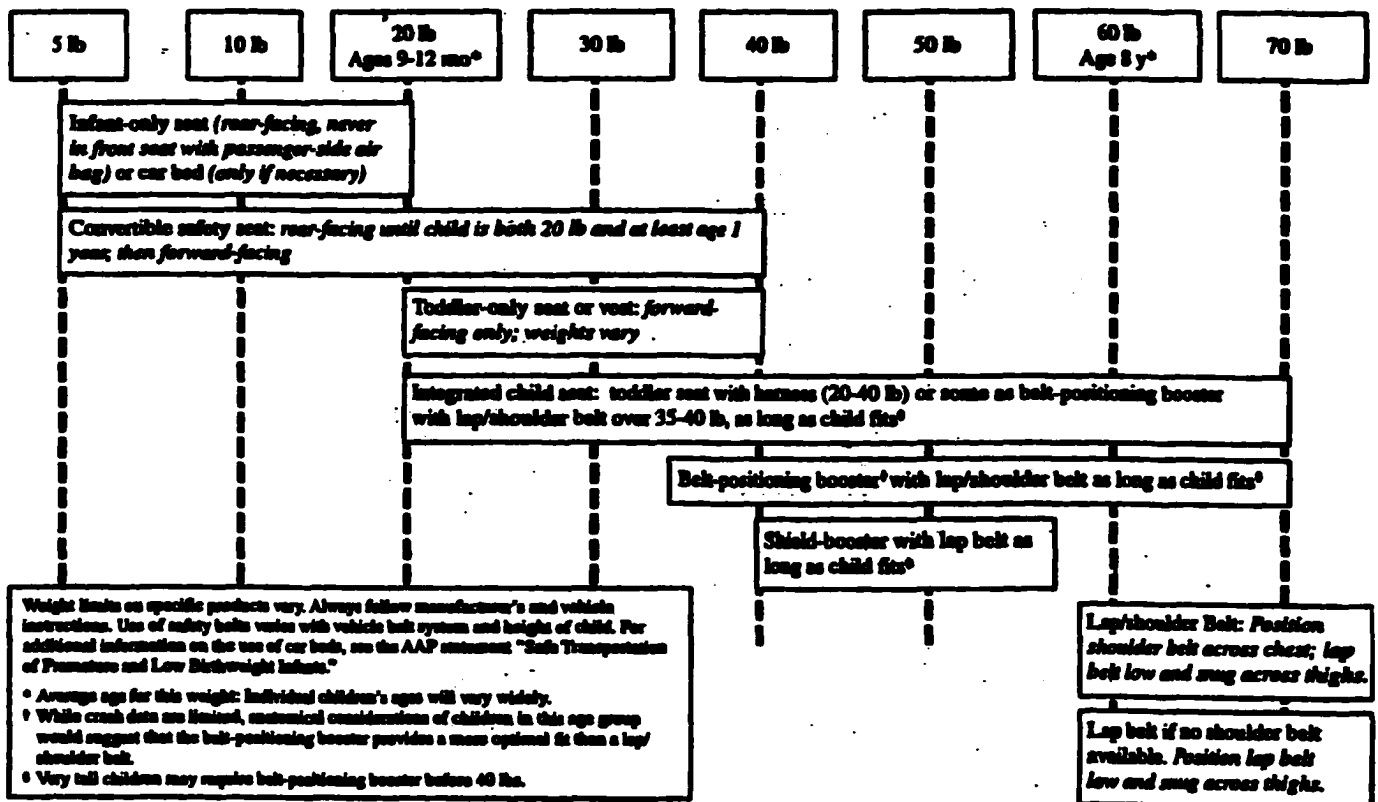 5 lb
10 lb
20 lb
Ages 9-12 mo*
30 lb
40 lb
50 lb
60 lb
Age 8 y*
70 lb
Infant-only seat (rear-facing, never
in front seat with passenger-side air
bag) or car bed (only if necessary)
Convertible safety seat: rear-facing until child is both 20 lb and at least age 1
year, then forward-facing
Toddler-only seat or vest: forward-
facing only; weights vary
Integrated child seat: toddler seat with harness (20-40 lb) or some as belt-positioning booster
with lap/shoulder belt over 35-40 lb, as long as child fits
Belt-positioning booster with lap/shoulder belt as long as child fits
Shield-booster with lap belt as
long as child fits
Lap/shoulder Belt: Position
shoulder belt across chest; lap
belt low and snug across thighs.
Lap belt if no shoulder belt
available. Position lap belt
low and snug across thighs.
Weight limits on specific products vary. Always follow manufacturer's and vehicle
instructions. Use of safety belts varies with vehicle belt system and height of child. For
additional information on the use of car beds, see the AAP statement "Safe Transportation
of Premature and Low Birthweight Infants."
* Average age for this weight: Individual children's ages will vary widely.
† While crash data are limited, anatomical considerations of children in this age group
would suggest that the belt-positioning booster provides a more optimal fit than a lap/
shoulder belt.
Very tall children may require belt-positioning booster before 40 lbs.